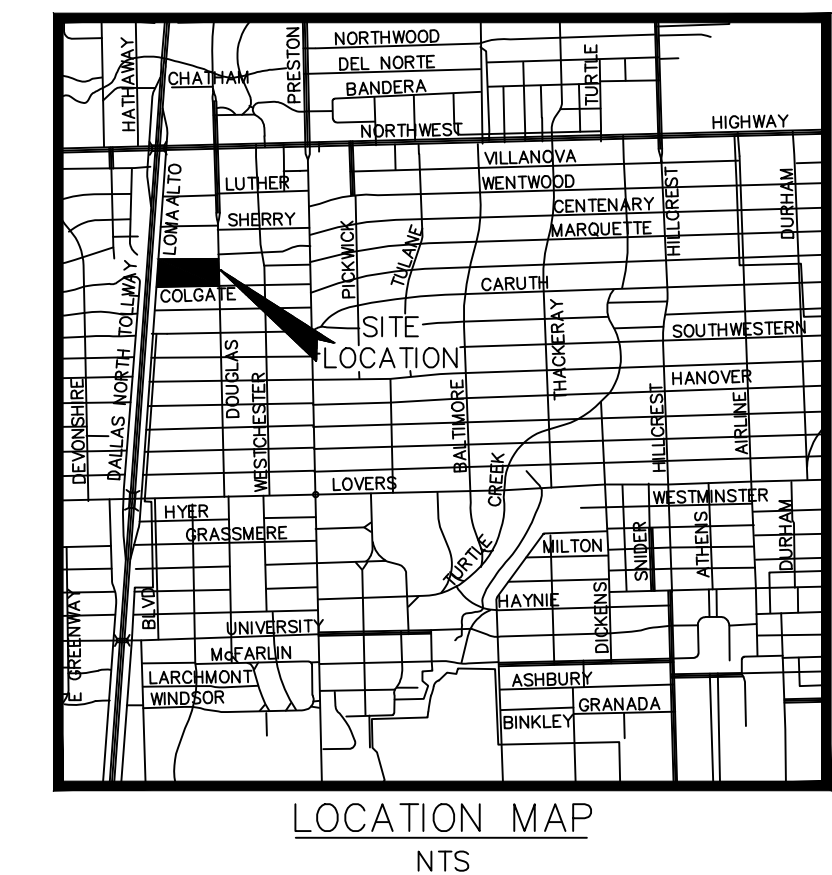 HATHAWAY
CHATHAM
PRESTON
NORTHWOOD
DEL NORTE
BANDERA
NORTHWEST
TURTLE
HIGHWAY
LOMA ALTO
LUTHER
SHERRY
VILLANOVA
WENTWOOD
CENTENARY
MARQUETTE
HILLCREST
DURHAM
PICKWICK
TULANE
CARUTH
COLGATE
SITE
LOCATION
THACKERAY
SOUTHWESTERN
HANOVER
DEVONSHIRE
DALLAS NORTH TOLLWAY
DOUGLAS
WESTCHESTER
BALTIMORE
HILLCREST
AIRLINE
LOVERS
CREEK
TURTLE
HYER
GRASSMERE
WESTMINSTER
SNIDER
ATHENS
DURHAM
MILTON
HAYNIE
DICKENS
E GREENWAY
BLVD
UNIVERSITY
McFARLIN
LARCHMONT
WINDSOR
ASHBURY
GRANADA
BINKLEY
LOCATION MAP
NTS